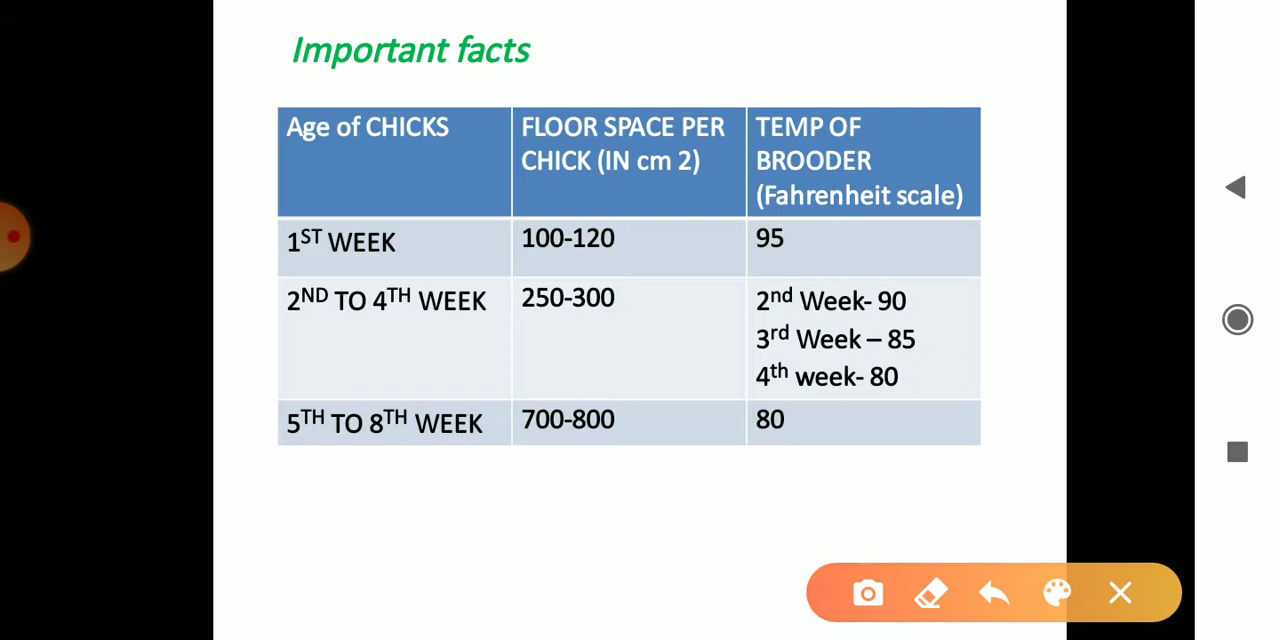 Important facts
Age of CHICKS
FLOOR SPACE PER
CHICK (IN cm 2)
TEMP OF
BROODER
(Fahrenheit scale)
1ST WEEK
100-120
95
2ND TO 4TH WEEK
250-300
2nd Week- 90
3rd Week – 85
4th week- 80
5TH TO 8TH WEEK
700-800
80